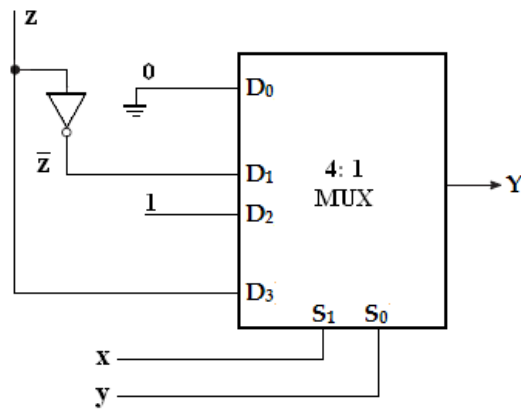 z
0
D₀
z̅
D₁
4: 1
MUX
Y
1
D₂
D₃
S₁ S₀
x
y